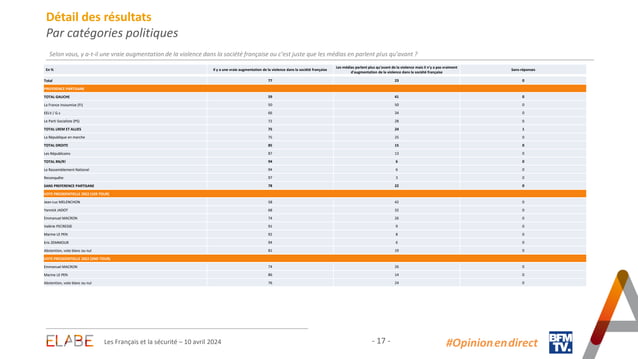 Détail des résultats
Par catégories politiques
Selon vous, y a-t-il une vraie augmentation de la violence dans la société française ou c'est juste que les médias en parlent plus qu'avant ?
En % Il y a une vraie augmentation de la violence dans la société française Les médias parlent plus qu'avant de la violence mais il n'y a pas vraiment d'augmentation de la violence dans la société française Sans réponses
Total 77 23 0
PREFERENCE PARTISANE
TOTAL GAUCHE 59 41 0
La France Insoumise (FI) 50 50 0
EELV / G.s 66 34 0
Le Parti Socialiste (PS) 72 28 0
TOTAL LREM ET ALLIES 75 24 1
La République en marche 75 25 0
TOTAL DROITE 85 15 0
Les Républicains 87 13 0
TOTAL RN/R! 94 6 0
Le Rassemblement National 94 6 0
Reconquête 97 3 0
SANS PREFERENCE PARTISANE 78 22 0
VOTE PRESIDENTIELLE 2022 (1ER TOUR)
Jean-Luc MELENCHON 58 42 0
Yannick JADOT 68 32 0
Emmanuel MACRON 74 26 0
Valérie PECRESSE 91 9 0
Marine LE PEN 92 8 0
Eric ZEMMOUR 94 6 0
Abstention, vote blanc ou nul 81 19 0
VOTE PRESIDENTIELLE 2022 (2ND TOUR)
Emmanuel MACRON 74 26 0
Marine LE PEN 86 14 0
Abstention, vote blanc ou nul 76 24 0
ELABE Les Français et la sécurité – 10 avril 2024 - 17 - #Opinionendirect BFM TV.